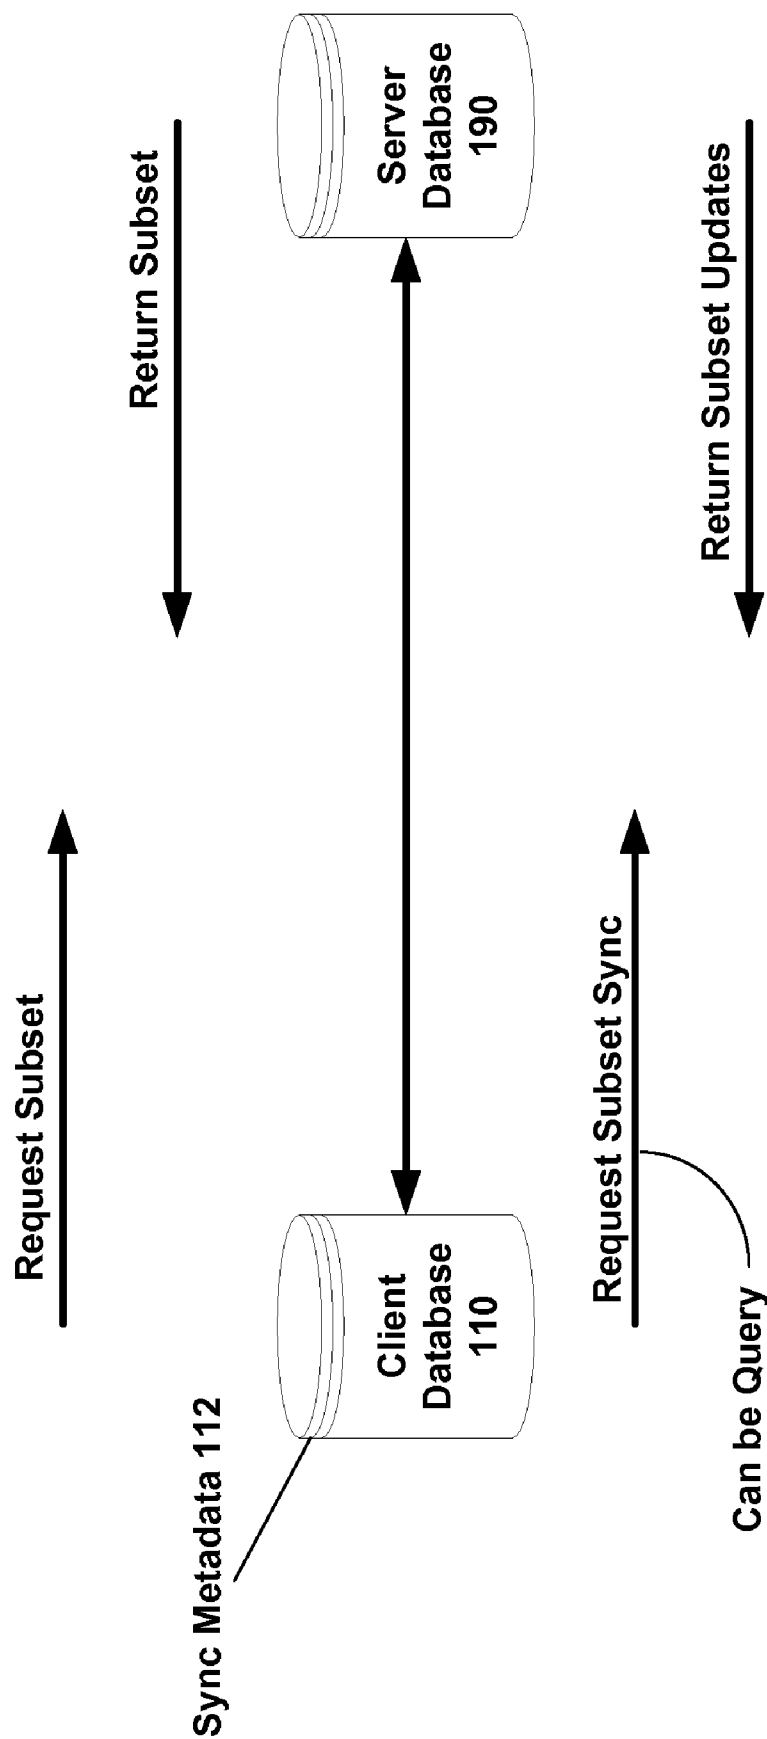 Request Subset
Return Subset
Sync Metadata 112
Client
Database
110
Server
Database
190
Request Subset Sync
Return Subset Updates
Can be Query